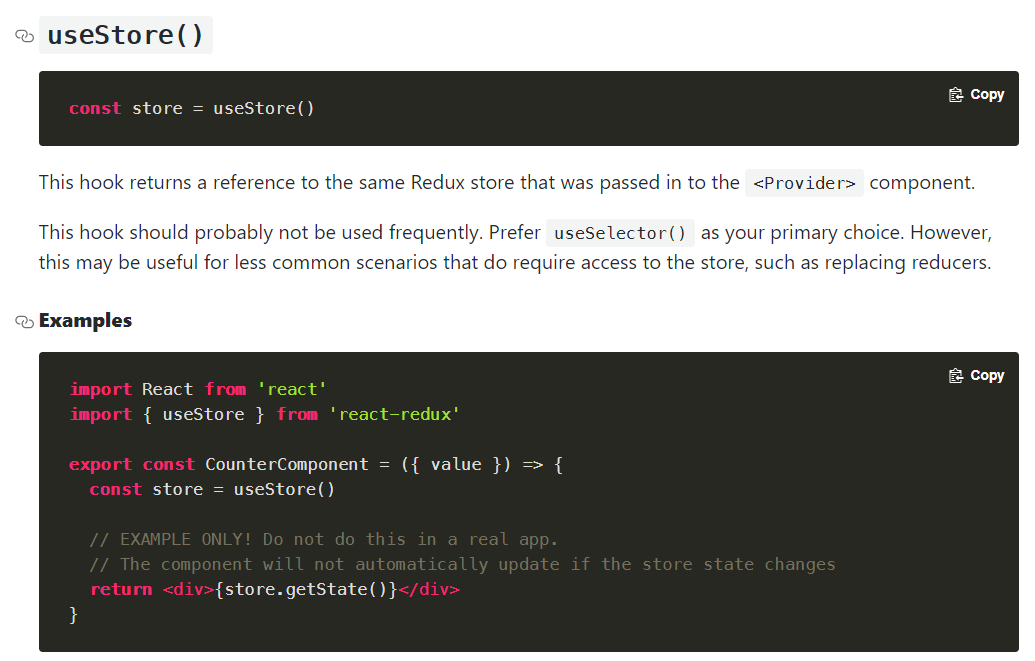 useStore()
Copy
const store = useStore()
This hook returns a reference to the same Redux store that was passed in to the <Provider> component.
This hook should probably not be used frequently. Prefer useSelector() as your primary choice. However,
this may be useful for less common scenarios that do require access to the store, such as replacing reducers.
Examples
Copy
import React from 'react'
import { useStore } from 'react-redux'
export const CounterComponent = ({ value }) => {
  const store = useStore()
  // EXAMPLE ONLY! Do not do this in a real app.
  // The component will not automatically update if the store state changes
  return <div>{store.getState()}</div>
}